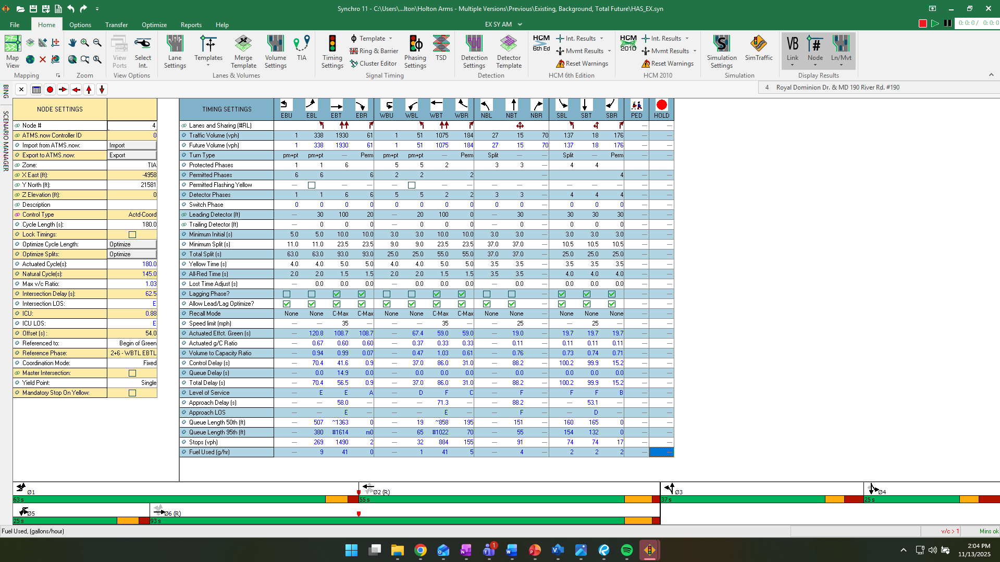 Synchro 11 - C:\Users\...lton\Holton Arms - Multiple Versions\Previous\Existing, Background, Total Future\HAS_EX.syn
File Home Options Transfer Optimize Reports Help
EX SY AM
0:0:0 / 0:0:0
Map View
View Ports
Select Int.
Lane Settings
Templates
Merge Template
Volume Settings
TIA
Timing Settings
Template
Ring & Barrier
Cluster Editor
Phasing Settings
TSD
Detection Settings
Detector Template
HCM 6th Ed
Int. Results
Mvmt Results
Reset Warnings
HCM 2010
Int. Results
Mvmt Results
Reset Warnings
Simulation Settings
SimTraffic
VB
Link
#
Node
Ln/Mvt
Mapping Zoom View Options Lanes & Volumes Signal Timing Detection HCM 6th Edition HCM 2010 Simulation Display Results
BING
SCENARIO MANAGER
4 Royal Dominion Dr. & MD 190 River Rd. #190
NODE SETTINGS
Node # 4
ATMS.now Controller ID 0
Import from ATMS.now: Import
Export to ATMS.now: Export
Zone: TIA
X East (ft): -4958
Y North (ft): 21581
Z Elevation (ft): 0
Description
Control Type Actd-Coord
Cycle Length (s): 180.0
Lock Timings:
Optimize Cycle Length: Optimize
Optimize Splits: Optimize
Actuated Cycle(s): 180.0
Natural Cycle(s): 145.0
Max v/c Ratio: 1.03
Intersection Delay (s): 62.5
Intersection LOS: E
ICU: 0.88
ICU LOS: E
Offset (s) : 54.0
Referenced to: Begin of Green
Reference Phase: 2+6 - WBTL EBTL
Coordination Mode: Fixed
Master Intersection:
Yield Point: Single
Mandatory Stop On Yellow:
TIMING SETTINGS EBU EBL EBT EBR WBU WBL WBT WBR NBL NBT NBR SBL SBT SBR PED HOLD
Lanes and Sharing (#RL) — —
Traffic Volume (vph) 1 338 1930 61 1 51 1075 184 27 15 70 137 18 176 — —
Future Volume (vph) 1 338 1930 61 1 51 1075 184 27 15 70 137 18 176 — —
Turn Type pm+pt pm+pt — Perm pm+pt pm+pt — Perm Split — Split — Perm — —
Protected Phases 1 1 6 5 5 2 3 3 — 4 4
Permitted Phases 6 6 6 2 2 2 — 4 — —
Permitted Flashing Yellow — — — — — — — — — — — — — —
Detector Phases 1 1 6 6 5 5 2 2 3 3 — 4 4 4 — —
Switch Phase 0 0 0 0 0 0 0 0 0 0 — 0 0 0 — —
Leading Detector (ft) — 30 100 20 — 20 100 0 — 30 — 30 30 30 — —
Trailing Detector (ft) — 0 0 0 — 0 0 0 — 0 — 0 0 0 — —
Minimum Initial (s) 5.0 5.0 10.0 10.0 3.0 3.0 10.0 10.0 3.0 3.0 — 3.0 3.0 3.0 — —
Minimum Split (s) 11.0 11.0 23.5 23.5 9.0 9.0 23.5 23.5 37.0 37.0 — 10.5 10.5 10.5 — —
Total Split (s) 63.0 63.0 93.0 93.0 25.0 25.0 55.0 55.0 37.0 37.0 — 25.0 25.0 25.0 — —
Yellow Time (s) 4.0 4.0 5.0 5.0 4.0 4.0 5.0 5.0 3.5 3.5 — 3.5 3.5 3.5 — —
All-Red Time (s) 2.0 2.0 1.5 1.5 2.0 2.0 1.5 1.5 3.5 3.5 — 4.0 4.0 4.0 — —
Lost Time Adjust (s) — 0.0 0.0 0.0 — 0.0 0.0 0.0 — 0.0 — 0.0 0.0 0.0 — —
Lagging Phase? — — —
Allow Lead/Lag Optimize? — — —
Recall Mode None None C-Max C-Max None None C-Max C-Max None None — None None None — —
Speed limit (mph) — — 35 — — — 35 — — 25 — — 25 — — —
Actuated Effct. Green (s) — 120.8 108.7 108.7 — 67.4 59.0 59.0 — 19.0 — 19.7 19.7 19.7 — —
Actuated g/C Ratio — 0.67 0.60 0.60 — 0.37 0.33 0.33 — 0.11 — 0.11 0.11 0.11 — —
Volume to Capacity Ratio — 0.94 0.99 0.07 — 0.47 1.03 0.61 — 0.76 — 0.73 0.74 0.71 — —
Control Delay (s) — 70.4 41.6 0.9 — 37.0 86.0 31.0 — 88.2 — 100.2 99.9 15.2 — —
Queue Delay (s) — 0.0 14.9 0.0 — 0.0 0.0 0.0 — 0.0 — 0.0 0.0 0.0 — —
Total Delay (s) — 70.4 56.5 0.9 — 37.0 86.0 31.0 — 88.2 — 100.2 99.9 15.2 — —
Level of Service — E E A — D F C — F — F F B — —
Approach Delay (s) — — 58.0 — — — 71.3 — — 88.2 — — 53.1 — — —
Approach LOS — — E — — — E — — F — — D — — —
Queue Length 50th (ft) — 507 ~1363 0 — 19 ~858 195 — 151 — 160 165 0 — —
Queue Length 95th (ft) — 380 #1614 m0 — 65 #1022 70 — 55 — 154 132 0 — —
Stops (vph) — 269 1490 2 — 32 884 155 — 91 — 74 74 17 — —
Fuel Used (g/hr) — 9 41 0 — 1 41 5 — 4 — 2 2 2 — —
Ø1 Ø2 (R) Ø3 Ø4
63 s 55 s 37 s 25 s
Ø5 Ø6 (R)
25 s 93 s
Fuel Used, (gallons/hour) v/c > 1 Mins ok
1
2:04 PM
11/13/2025